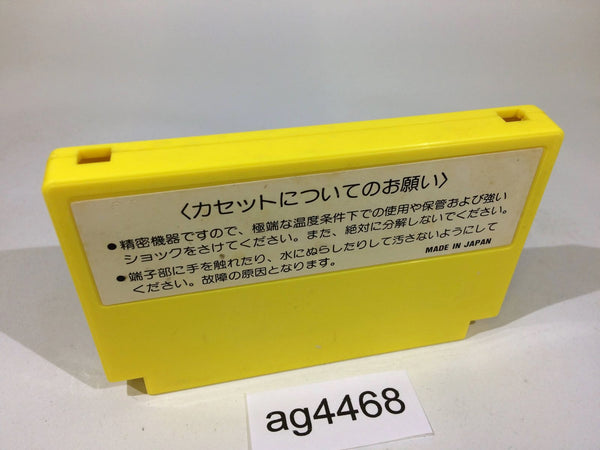 〈カセットについてのお願い〉
●精密機器ですので、極端な温度条件下での使用や保管および強い
ショックをさけてください。また、絶対に分解しないでください。
●端子部に手を触れたり、水にぬらしたりして汚さないようにして
ください。故障の原因となります。
MADE IN JAPAN
ag4468